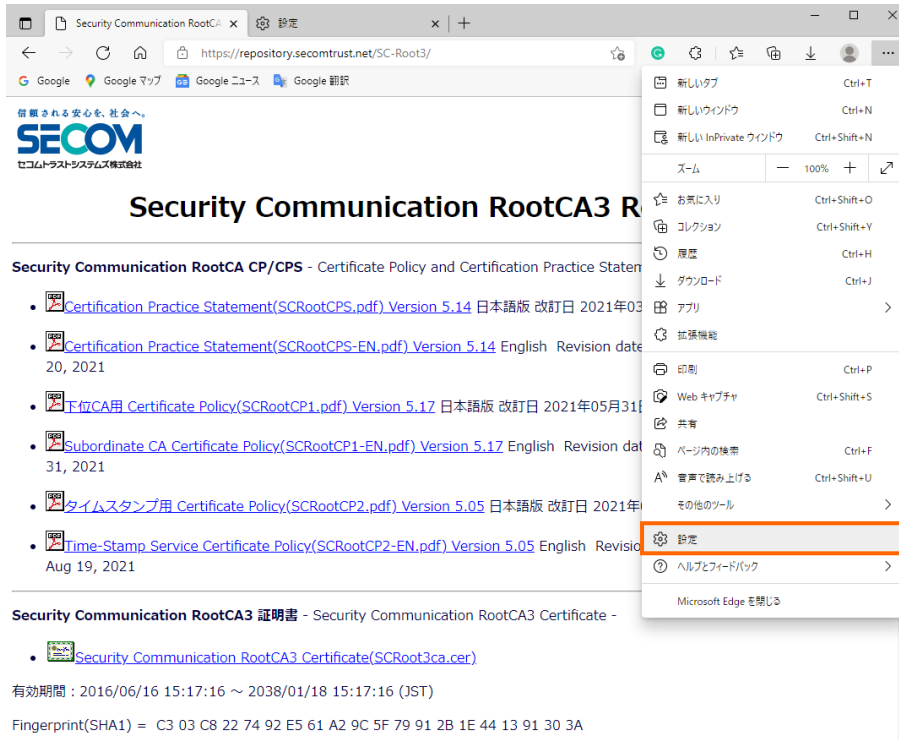 Security Communication RootCA
設定
https://repository.secomtrust.net/SC-Root3/
Google
Google マップ
Google ニュース
Google 翻訳
信頼される安心を、社会へ。
SECOM
セコムトラストシステムズ株式会社
Security Communication RootCA3 R
Security Communication RootCA CP/CPS - Certificate Policy and Certification Practice Statem
Certification Practice Statement(SCRootCPS.pdf) Version 5.14 日本語版 改訂日 2021年03
Certification Practice Statement(SCRootCPS-EN.pdf) Version 5.14 English Revision date
20, 2021
下位CA用 Certificate Policy(SCRootCP1.pdf) Version 5.17 日本語版 改訂日 2021年05月31日
Subordinate CA Certificate Policy(SCRootCP1-EN.pdf) Version 5.17 English Revision dat
31, 2021
タイムスタンプ用 Certificate Policy(SCRootCP2.pdf) Version 5.05 日本語版 改訂日 2021年
Time-Stamp Service Certificate Policy(SCRootCP2-EN.pdf) Version 5.05 English Revisio
Aug 19, 2021
Security Communication RootCA3 証明書 - Security Communication RootCA3 Certificate -
Security Communication RootCA3 Certificate(SCRoot3ca.cer)
有効期間：2016/06/16 15:17:16 ～ 2038/01/18 15:17:16 (JST)
Fingerprint(SHA1) = C3 03 C8 22 74 92 E5 61 A2 9C 5F 79 91 2B 1E 44 13 91 30 3A
新しいタブ Ctrl+T
新しいウィンドウ Ctrl+N
新しい InPrivate ウィンドウ Ctrl+Shift+N
ズーム 100%
お気に入り Ctrl+Shift+O
コレクション Ctrl+Shift+Y
履歴 Ctrl+H
ダウンロード Ctrl+J
アプリ
拡張機能
印刷 Ctrl+P
Web キャプチャ Ctrl+Shift+S
共有
ページ内の検索 Ctrl+F
音声で読み上げる Ctrl+Shift+U
その他のツール
設定
ヘルプとフィードバック
Microsoft Edge を閉じる